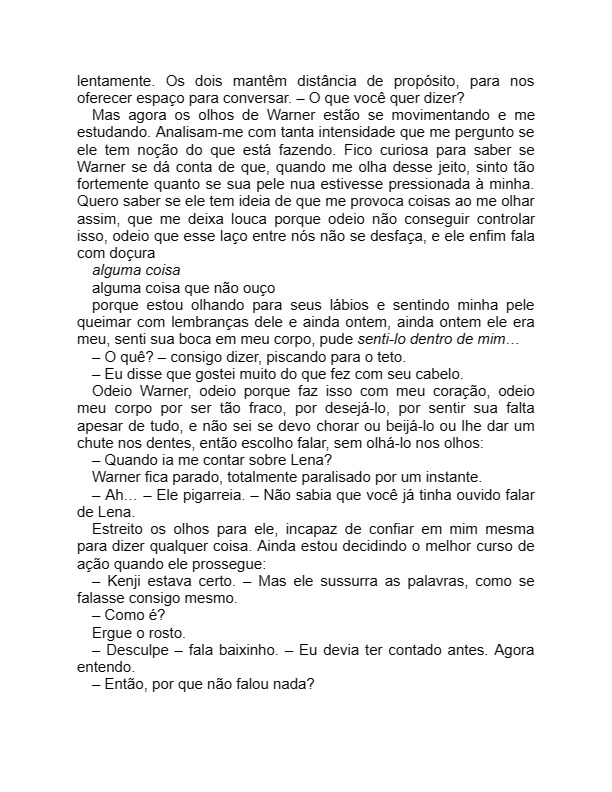 lentamente. Os dois mantêm distância de propósito, para nos
oferecer espaço para conversar. – O que você quer dizer?
Mas agora os olhos de Warner estão se movimentando e me
estudando. Analisam-me com tanta intensidade que me pergunto se
ele tem noção do que está fazendo. Fico curiosa para saber se
Warner se dá conta de que, quando me olha desse jeito, sinto tão
fortemente quanto se sua pele nua estivesse pressionada à minha.
Quero saber se ele tem ideia de que me provoca coisas ao me olhar
assim, que me deixa louca porque odeio não conseguir controlar
isso, odeio que esse laço entre nós não se desfaça, e ele enfim fala
com doçura
alguma coisa
alguma coisa que não ouço
porque estou olhando para seus lábios e sentindo minha pele
queimar com lembranças dele e ainda ontem, ainda ontem ele era
meu, senti sua boca em meu corpo, pude senti-lo dentro de mim…
– O quê? – consigo dizer, piscando para o teto.
– Eu disse que gostei muito do que fez com seu cabelo.
Odeio Warner, odeio porque faz isso com meu coração, odeio
meu corpo por ser tão fraco, por desejá-lo, por sentir sua falta
apesar de tudo, e não sei se devo chorar ou beijá-lo ou lhe dar um
chute nos dentes, então escolho falar, sem olhá-lo nos olhos:
– Quando ia me contar sobre Lena?
Warner fica parado, totalmente paralisado por um instante.
– Ah… – Ele pigarreia. – Não sabia que você já tinha ouvido falar
de Lena.
Estreito os olhos para ele, incapaz de confiar em mim mesma
para dizer qualquer coisa. Ainda estou decidindo o melhor curso de
ação quando ele prossegue:
– Kenji estava certo. – Mas ele sussurra as palavras, como se
falasse consigo mesmo.
– Como é?
Ergue o rosto.
– Desculpe – fala baixinho. – Eu devia ter contado antes. Agora
entendo.
– Então, por que não falou nada?